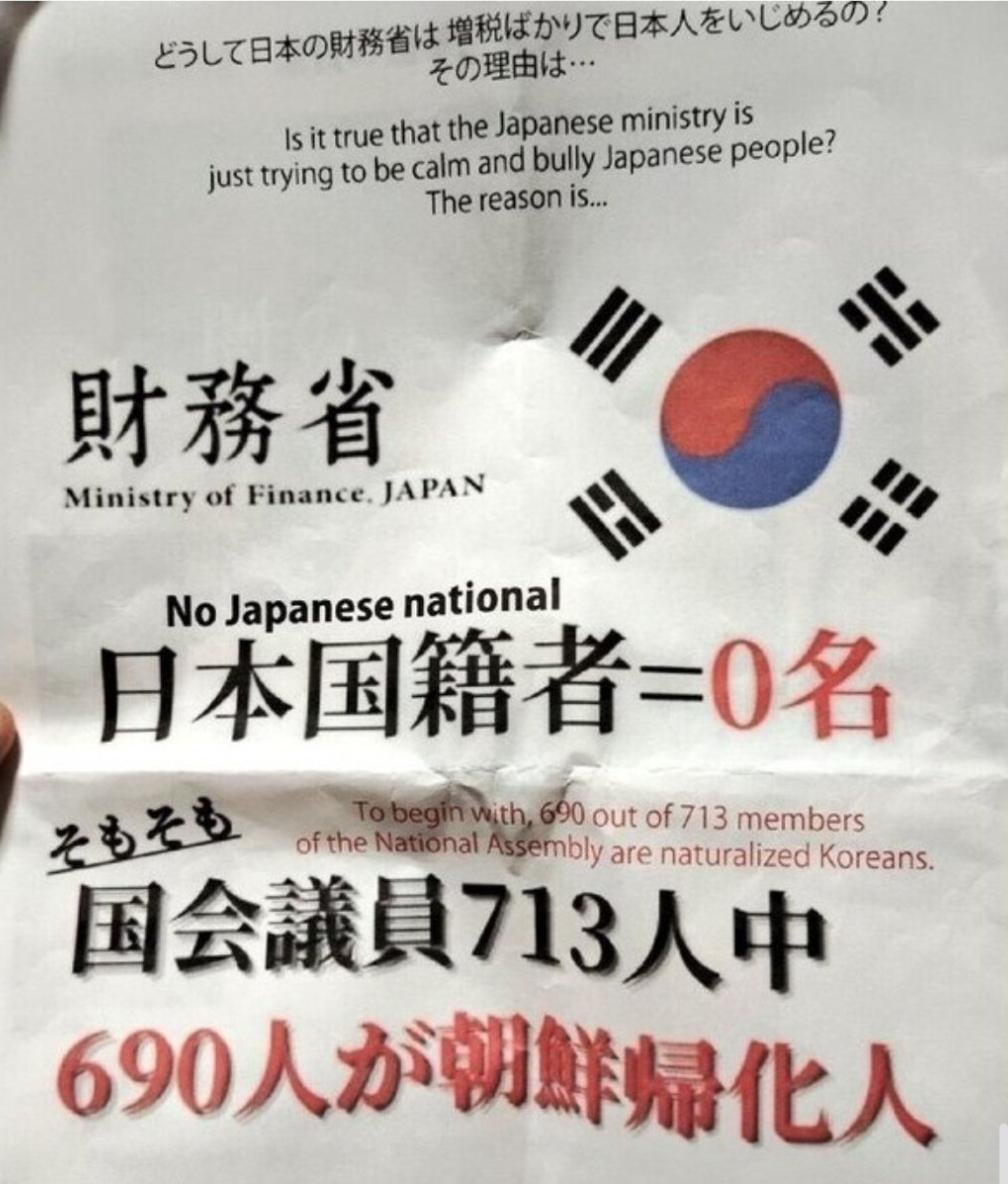 どうして日本の財務省は 増税ばかりで日本人をいじめるの？
その理由は…
Is it true that the Japanese ministry is
just trying to be calm and bully Japanese people?
The reason is...
財務省
Ministry of Finance, JAPAN
No Japanese national
日本国籍者=0名
そもそも
To begin with, 690 out of 713 members
of the National Assembly are naturalized Koreans.
国会議員713人中
690人が朝鮮帰化人